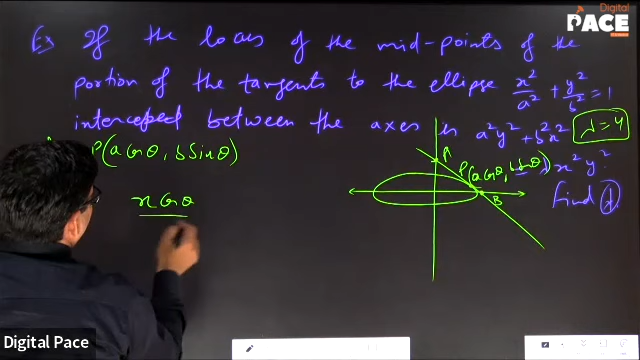 Digital
PACE
Ex If the locus of the mid-points of the
portion of the tangents to the ellipse x²/a² + y²/b² = 1
intercepted between the axes is a²y² + b²x² = λx²y²
λ = 4
find λ
P(a cosθ, b sinθ)
x cosθ
A
P(a cosθ, b sinθ)
B
Digital Pace